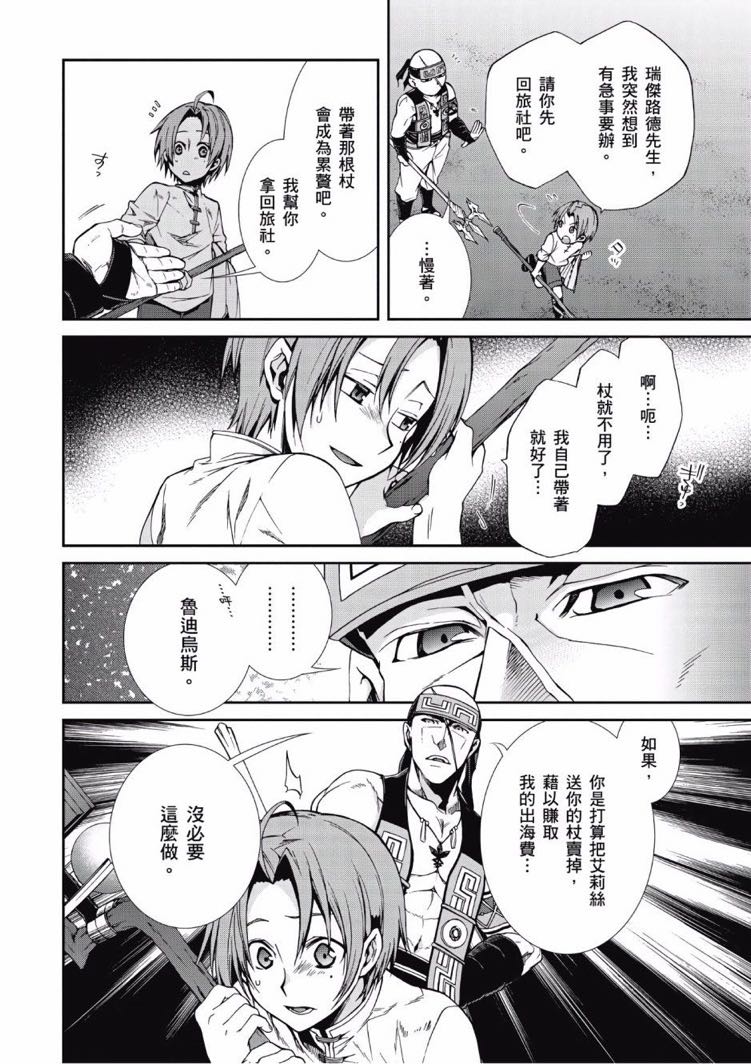 瑞傑路德先生，
我突然想到
有急事要辦。
請你先
回旅社吧。
…慢著。
帶著那根杖
會成為累贅吧。
我幫你
拿回旅社。
啊…呃…
杖就不用了，
我自己帶著
就好了…
ぎゅっ
…………
…呼…
魯迪烏斯。
如果，
你是打算把艾莉絲
送你的杖賣掉，
藉以賺取
我的出海費…
沒必要
這麼做。